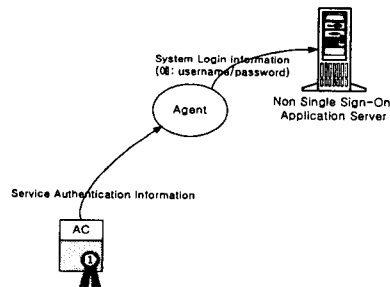 System Login information
(예: username/password)
Agent
Non Single Sign-On
Application Server
Service Authentication Information
AC
1